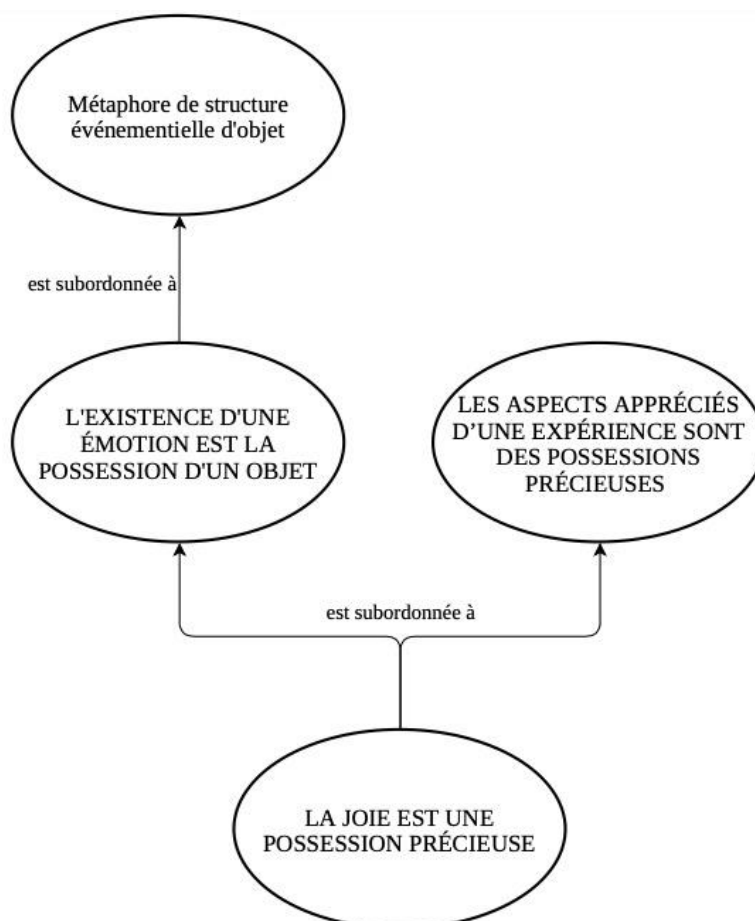 Métaphore de structure
événementielle d'objet
est subordonnée à
L'EXISTENCE D'UNE
ÉMOTION EST LA
POSSESSION D'UN OBJET
LES ASPECTS APPRÉCIÉS
D’UNE EXPÉRIENCE SONT
DES POSSESSIONS
PRÉCIEUSES
est subordonnée à
LA JOIE EST UNE
POSSESSION PRÉCIEUSE